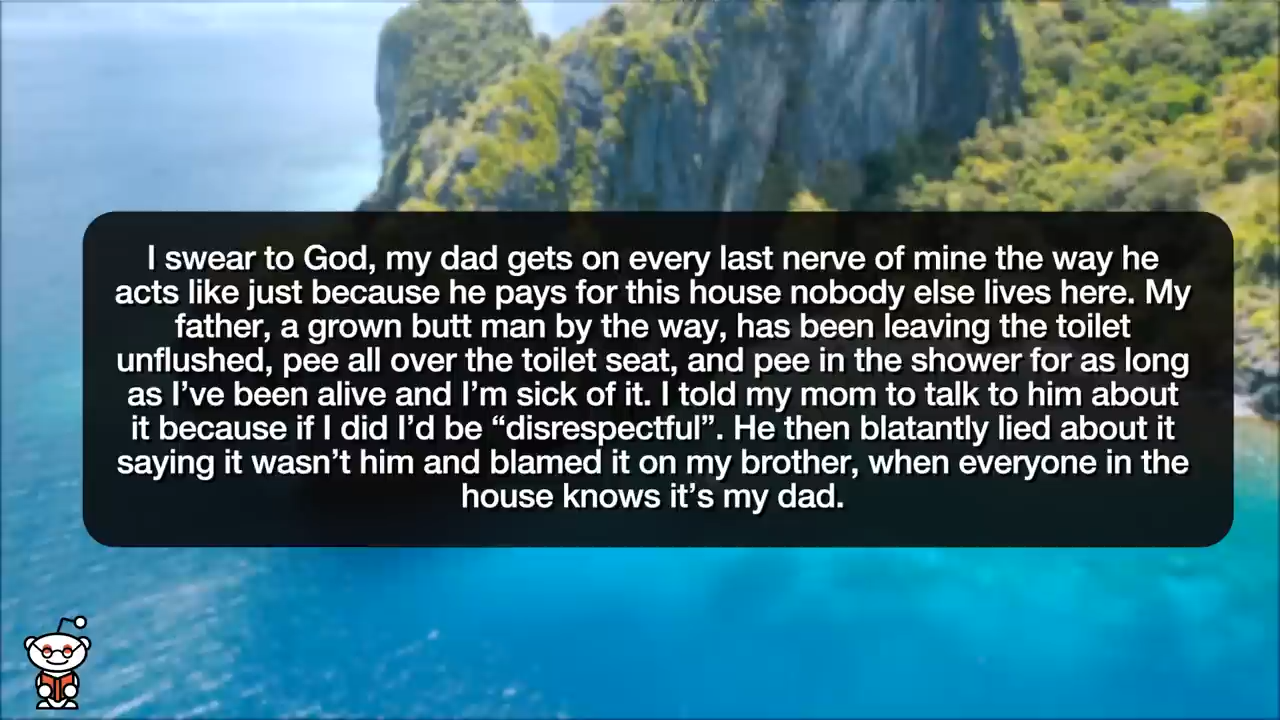 I swear to God, my dad gets on every last nerve of mine the way he
acts like just because he pays for this house nobody else lives here. My
father, a grown butt man by the way, has been leaving the toilet
unflushed, pee all over the toilet seat, and pee in the shower for as long
as I’ve been alive and I’m sick of it. I told my mom to talk to him about
it because if I did I’d be “disrespectful”. He then blatantly lied about it
saying it wasn’t him and blamed it on my brother, when everyone in the
house knows it’s my dad.